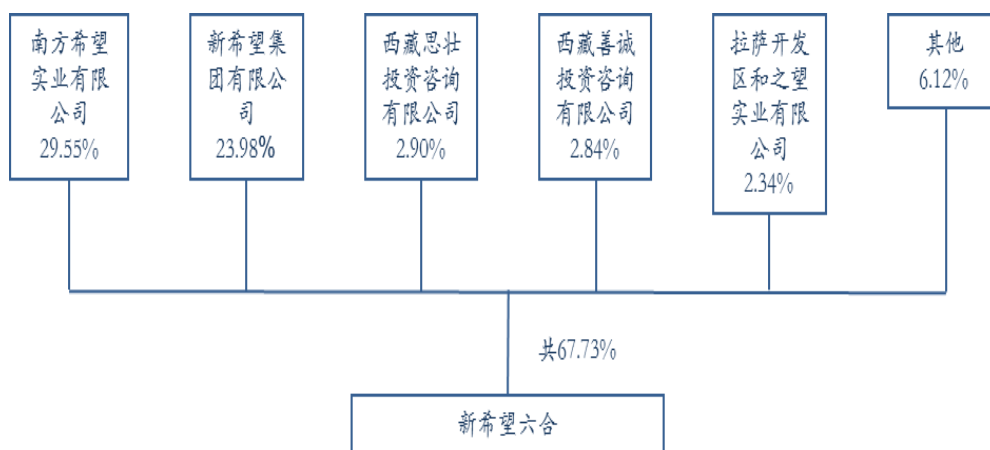 南方希望
实业有限
公司
29.55%
新希望集
团有限公
司
23.98%
西藏思壮
投资咨询
有限公司
2.90%
西藏善诚
投资咨询
有限公司
2.84%
拉萨开发
区和之望
实业有限
公司
2.34%
其他
6.12%
共67.73%
新希望六合